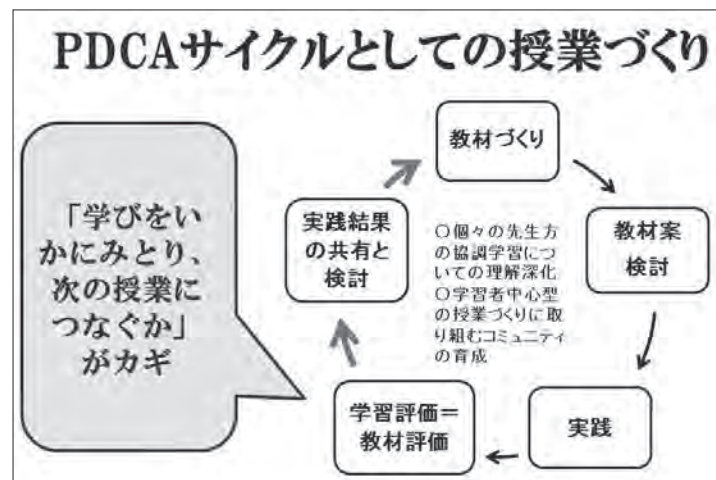 PDCAサイクルとしての授業づくり
「学びをい
かにみとり、
次の授業に
つなぐか」
がカギ
教材づくり
教材案
検討
実践
学習評価＝
教材評価
実践結果
の共有と
検討
○個々の先生方
の協調学習につ
いての理解深化
○学習者中心型
の授業づくりに取
り組むコミュニティ
の育成